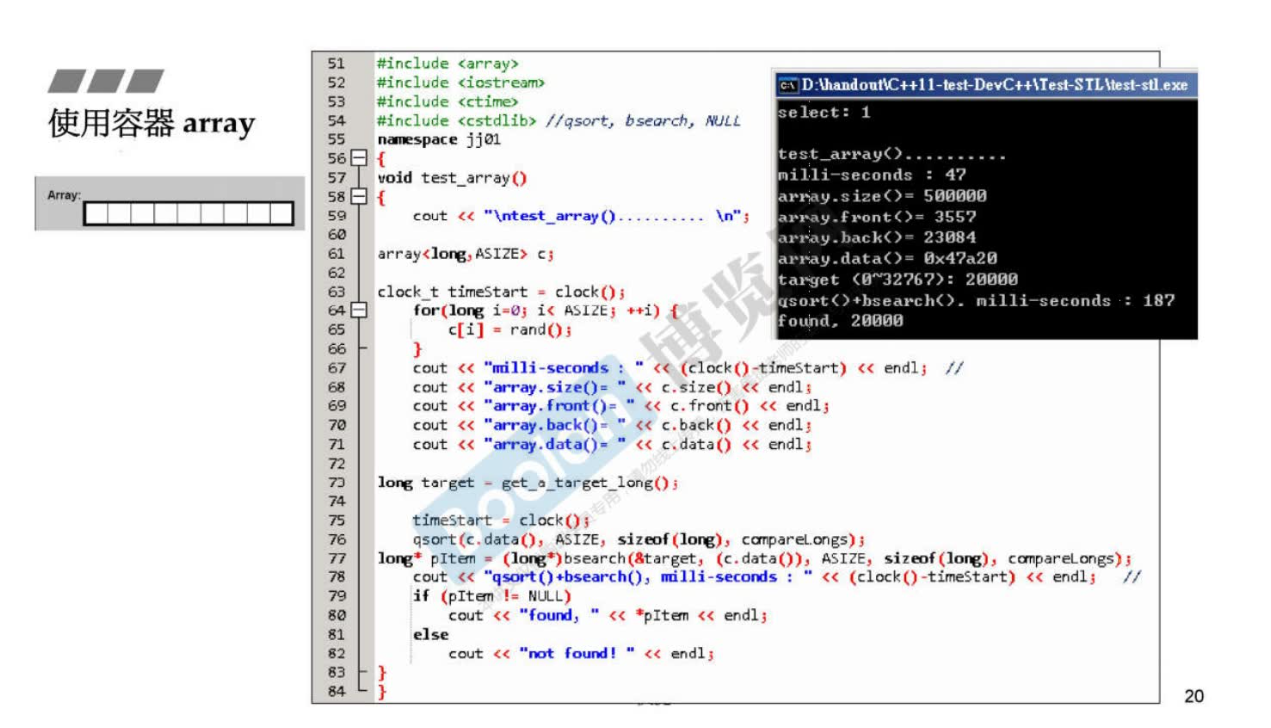 使用容器 array
Array:
51 #include <array>
52 #include <iostream>
53 #include <ctime>
54 #include <cstdlib> //qsort, bsearch, NULL
55 namespace jj01
56 {
57 void test_array()
58 {
59 cout << "\ntest_array().......... \n";
60
61 array<long,ASIZE> c;
62
63 clock_t timeStart = clock();
64 for(long i=0; i< ASIZE; ++i) {
65 c[i] = rand();
66 }
67 cout << "milli-seconds : " << (clock()-timeStart) << endl; //
68 cout << "array.size()= " << c.size() << endl;
69 cout << "array.front()= " << c.front() << endl;
70 cout << "array.back()= " << c.back() << endl;
71 cout << "array.data()= " << c.data() << endl;
72
73 long target = get_a_target_long();
74
75 timeStart = clock();
76 qsort(c.data(), ASIZE, sizeof(long), compareLongs);
77 long* pItem = (long*)bsearch(&target, (c.data()), ASIZE, sizeof(long), compareLongs);
78 cout << "qsort()+bsearch(), milli-seconds : " << (clock()-timeStart) << endl; //
79 if (pItem != NULL)
80 cout << "found, " << *pItem << endl;
81 else
82 cout << "not found! " << endl;
83 }
84 }
D:\handout\C++11-test-DevC++\Test-STL\test-stl.exe
select: 1
test_array()..........
milli-seconds : 47
array.size()= 500000
array.front()= 3557
array.back()= 23084
array.data()= 0x47a20
target (0~32767): 20000
qsort()+bsearch(), milli-seconds : 187
found, 20000
Boolan 博览网
20